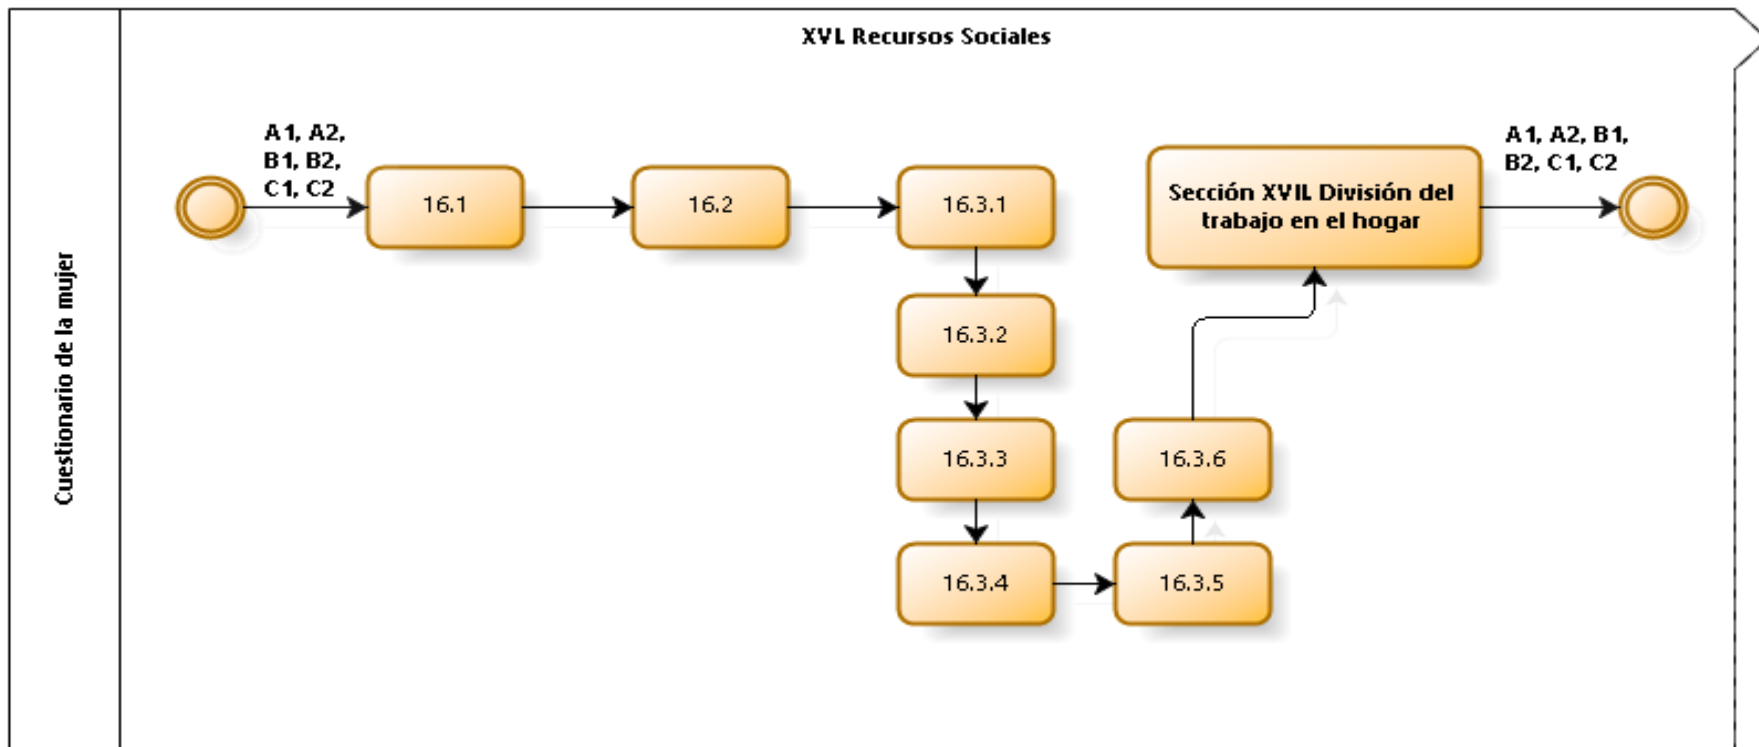 XVI. Recursos Sociales
Cuestionario de la mujer
A1, A2,
B1, B2,
C1, C2
16.1
16.2
16.3.1
16.3.2
16.3.3
16.3.4
16.3.5
16.3.6
Sección XVII. División del
trabajo en el hogar
A1, A2, B1,
B2, C1, C2